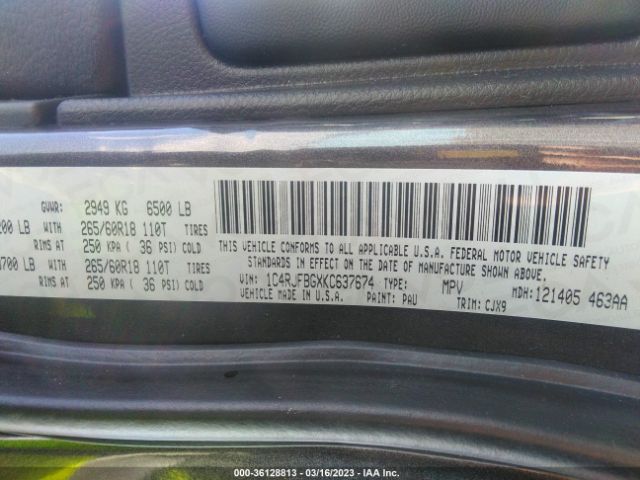 GVWR: 2949 KG 6500 LB
200 LB WITH 265/60R18 110T TIRES
RIMS AT 250 KPA ( 36 PSI) COLD
700 LB WITH 265/60R18 110T TIRES
RIMS AT 250 KPA ( 36 PSI) COLD
THIS VEHICLE CONFORMS TO ALL APPLICABLE U.S.A. FEDERAL MOTOR VEHICLE SAFETY
STANDARDS IN EFFECT ON THE DATE OF MANUFACTURE SHOWN ABOVE.
VIN: 1C4RJFBGXKC637674 TYPE: MPV MDH: 121405 463AA
VEHICLE MADE IN U.S.A. PAINT: PAU TRIM: CJX9
000-36128813 - 03/16/2023 - IAA Inc.